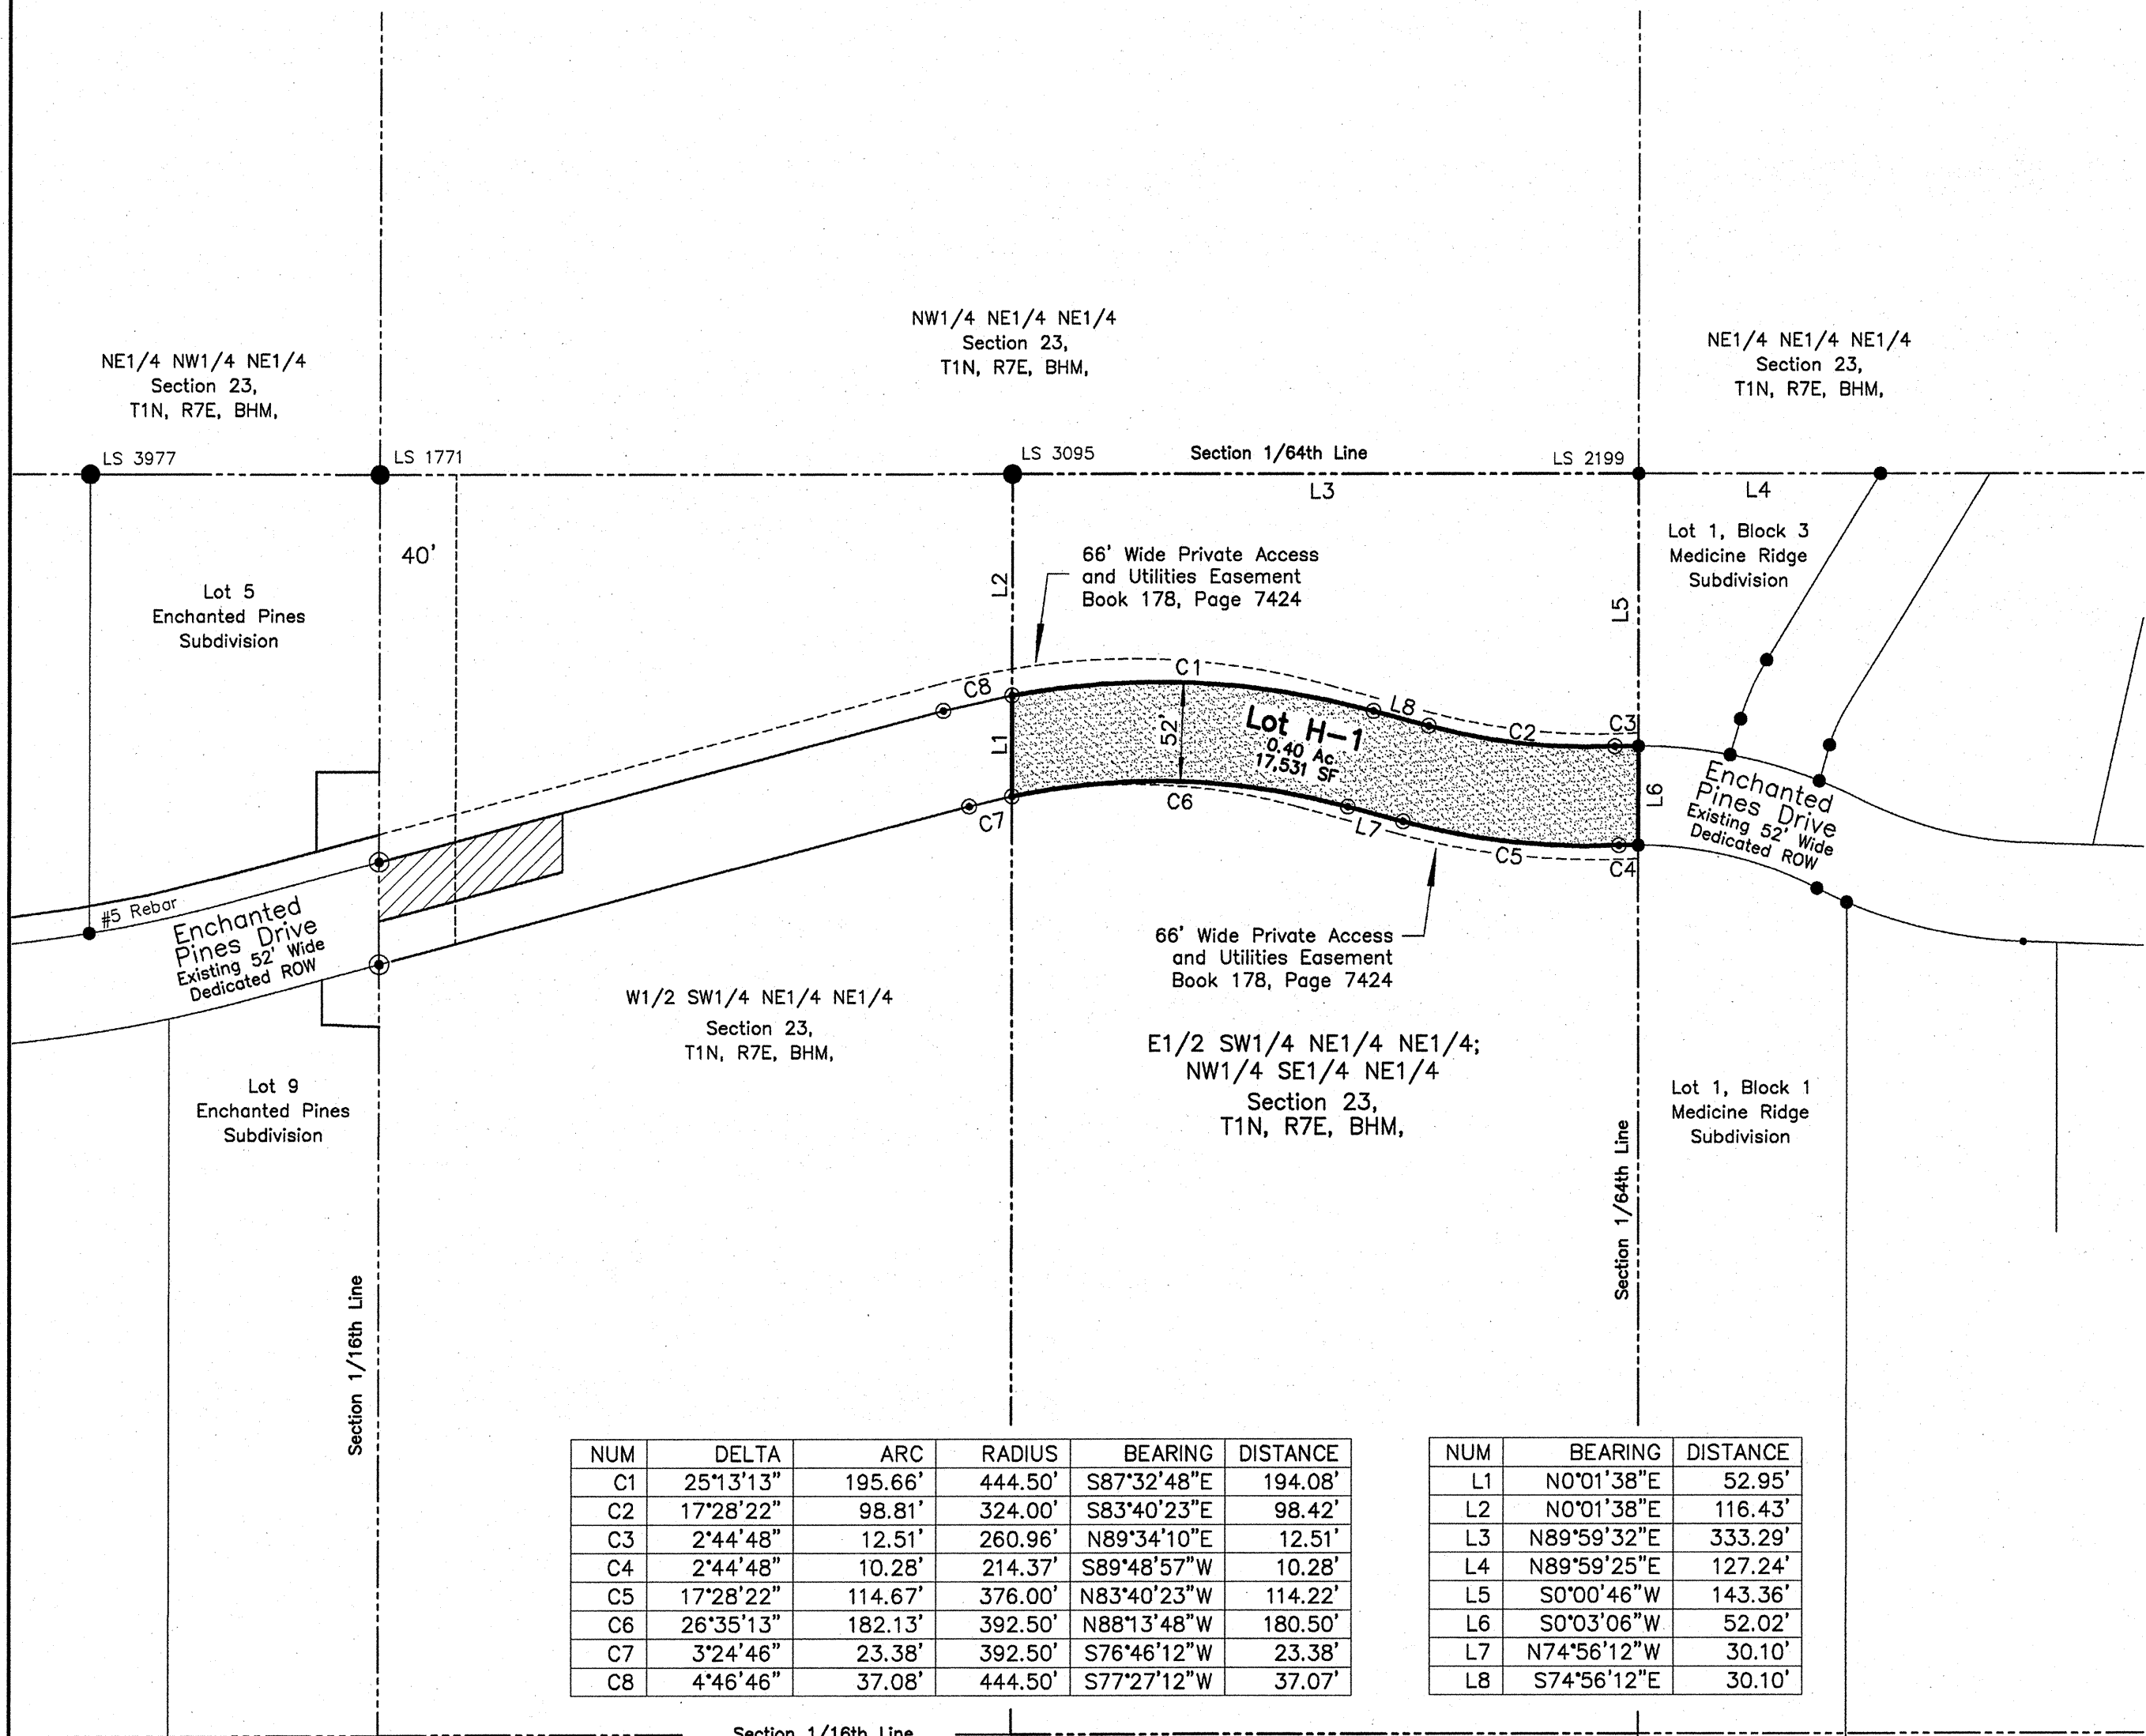 NW1/4 NE1/4 NE1/4
Section 23,
T1N, R7E, BHM,
NE1/4 NW1/4 NE1/4
Section 23,
T1N, R7E, BHM,
NE1/4 NE1/4 NE1/4
Section 23,
T1N, R7E, BHM,
LS 3977
LS 1771
LS 3095
Section 1/64th Line
LS 2199
L3
L4
40'
Lot 5
Enchanted Pines
Subdivision
L2
66' Wide Private Access
and Utilities Easement
Book 178, Page 7424
L5
Lot 1, Block 3
Medicine Ridge
Subdivision
C8
C1
L8
C2
C3
L1
52'
Lot H-1
0.40 Ac.
17,531 SF
L6
C7
C6
L7
C5
C4
Enchanted
Pines Drive
Existing 52' Wide
Dedicated ROW
#5 Rebar
Enchanted
Pines Drive
Existing 52' Wide
Dedicated ROW
66' Wide Private Access
and Utilities Easement
Book 178, Page 7424
W1/2 SW1/4 NE1/4 NE1/4
Section 23,
T1N, R7E, BHM,
E1/2 SW1/4 NE1/4 NE1/4;
NW1/4 SE1/4 NE1/4
Section 23,
T1N, R7E, BHM,
Lot 9
Enchanted Pines
Subdivision
Lot 1, Block 1
Medicine Ridge
Subdivision
Section 1/16th Line
Section 1/64th Line
NUM DELTA ARC RADIUS BEARING DISTANCE
C1 25°13'13" 195.66' 444.50' S87°32'48"E 194.08'
C2 17°28'22" 98.81' 324.00' S83°40'23"E 98.42'
C3 2°44'48" 12.51' 260.96' N89°34'10"E 12.51'
C4 2°44'48" 10.28' 214.37' S89°48'57"W 10.28'
C5 17°28'22" 114.67' 376.00' N83°40'23"W 114.22'
C6 26°35'13" 182.13' 392.50' N88°13'48"W 180.50'
C7 3°24'46" 23.38' 392.50' S76°46'12"W 23.38'
C8 4°46'46" 37.08' 444.50' S77°27'12"W 37.07'
NUM BEARING DISTANCE
L1 N0°01'38"E 52.95'
L2 N0°01'38"E 116.43'
L3 N89°59'32"E 333.29'
L4 N89°59'25"E 127.24'
L5 S0°00'46"W 143.36'
L6 S0°03'06"W 52.02'
L7 N74°56'12"W 30.10'
L8 S74°56'12"E 30.10'
Section 1/16th Line